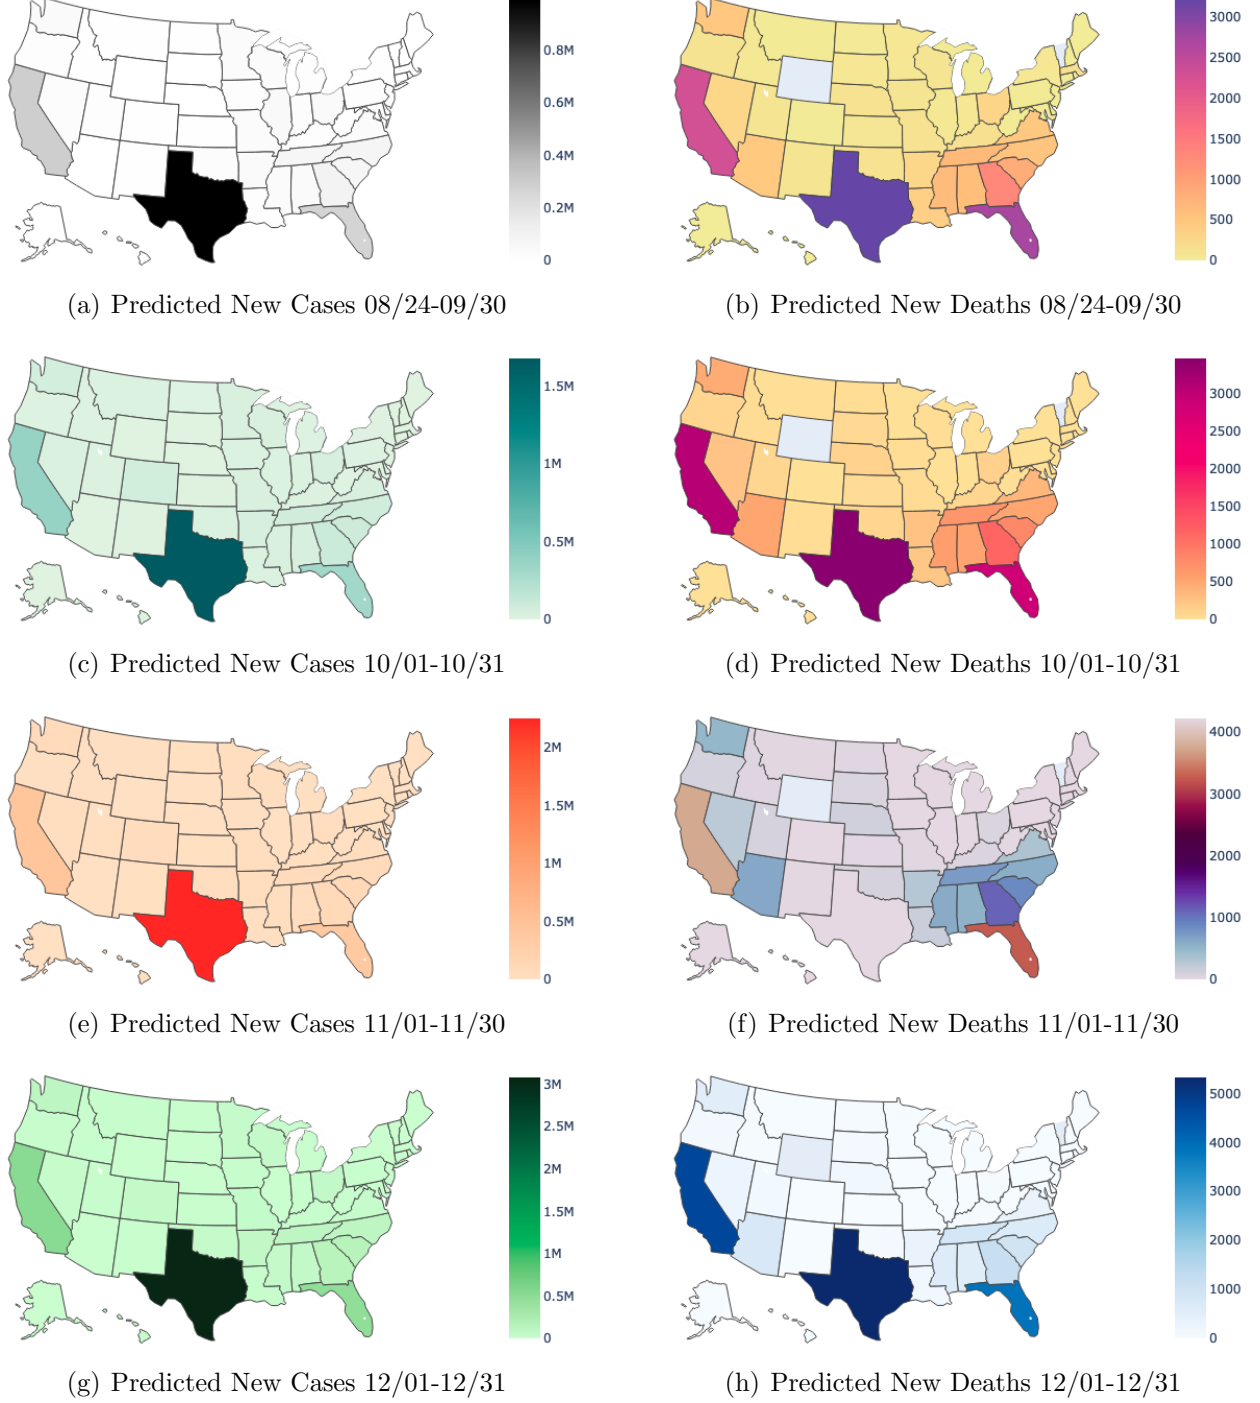 0.8M
0.6M
0.4M
0.2M
0
3000
2500
2000
1500
1000
500
0
(a) Predicted New Cases 08/24-09/30
(b) Predicted New Deaths 08/24-09/30
1.5M
1M
0.5M
0
3000
2500
2000
1500
1000
500
0
(c) Predicted New Cases 10/01-10/31
(d) Predicted New Deaths 10/01-10/31
2M
1.5M
1M
0.5M
0
4000
3000
2000
1000
0
(e) Predicted New Cases 11/01-11/30
(f) Predicted New Deaths 11/01-11/30
3M
2.5M
2M
1.5M
1M
0.5M
0
5000
4000
3000
2000
1000
0
(g) Predicted New Cases 12/01-12/31
(h) Predicted New Deaths 12/01-12/31